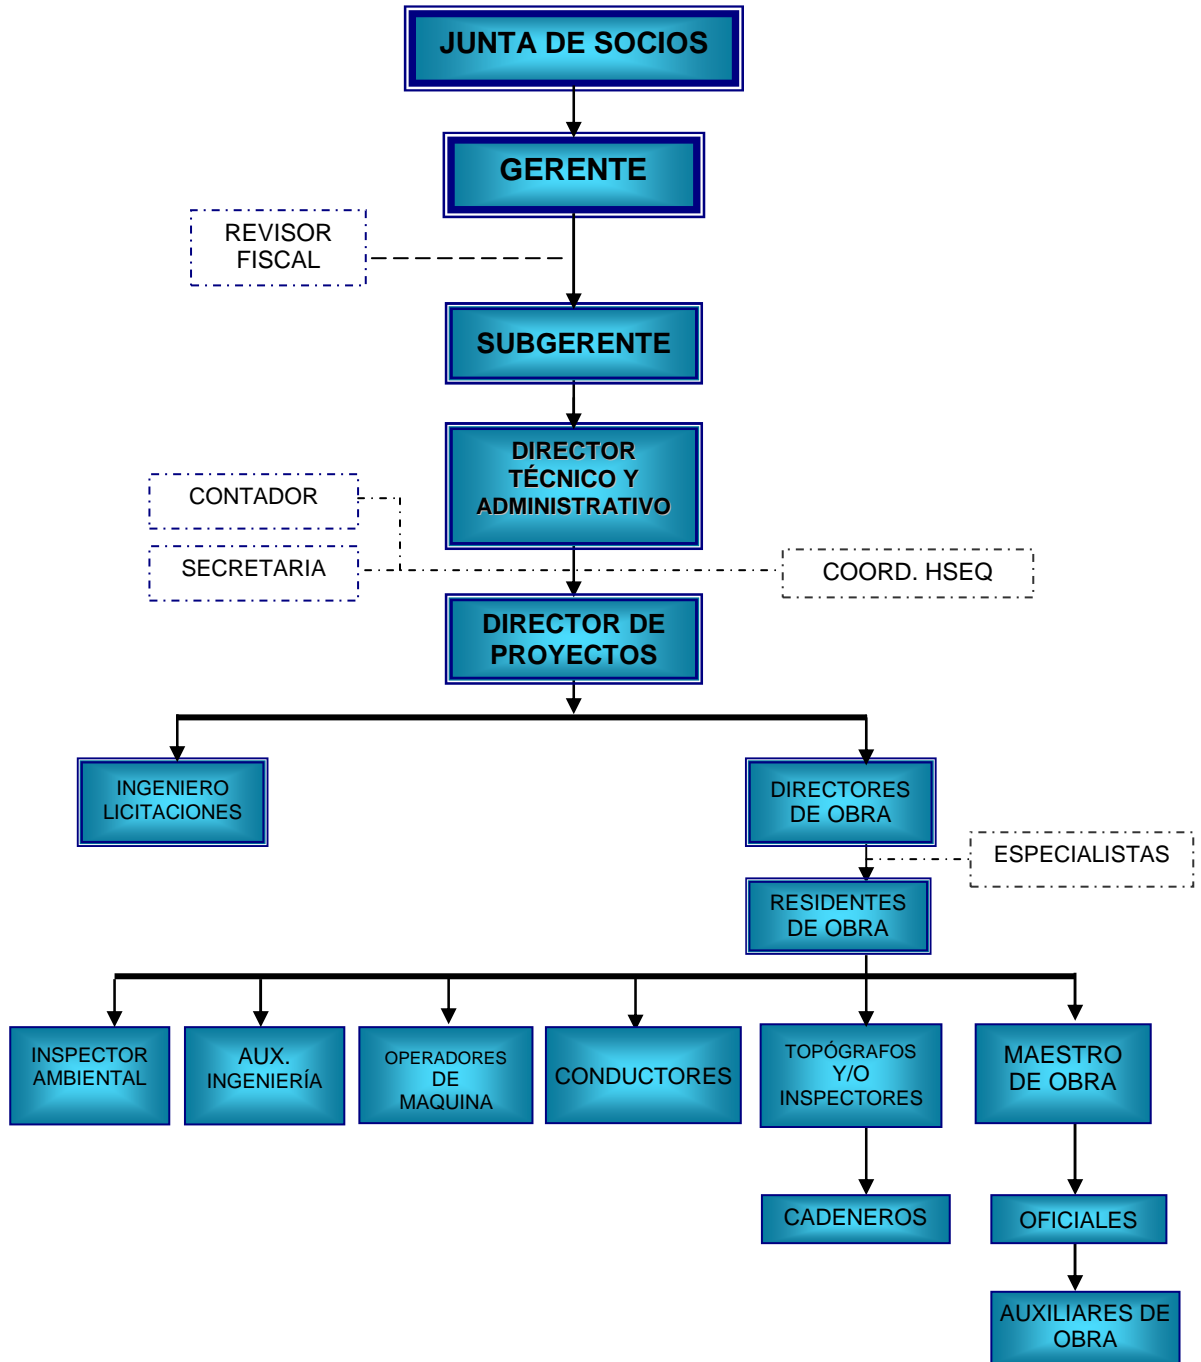 JUNTA DE SOCIOS
GERENTE
REVISOR
FISCAL
SUBGERENTE
DIRECTOR
TÉCNICO Y
ADMINISTRATIVO
CONTADOR
SECRETARIA
COORD. HSEQ
DIRECTOR DE
PROYECTOS
INGENIERO
LICITACIONES
DIRECTORES
DE OBRA
ESPECIALISTAS
RESIDENTES
DE OBRA
INSPECTOR
AMBIENTAL
AUX.
INGENIERÍA
OPERADORES
DE
MAQUINA
CONDUCTORES
TOPÓGRAFOS
Y/O
INSPECTORES
MAESTRO
DE OBRA
CADENEROS
OFICIALES
AUXILIARES DE
OBRA